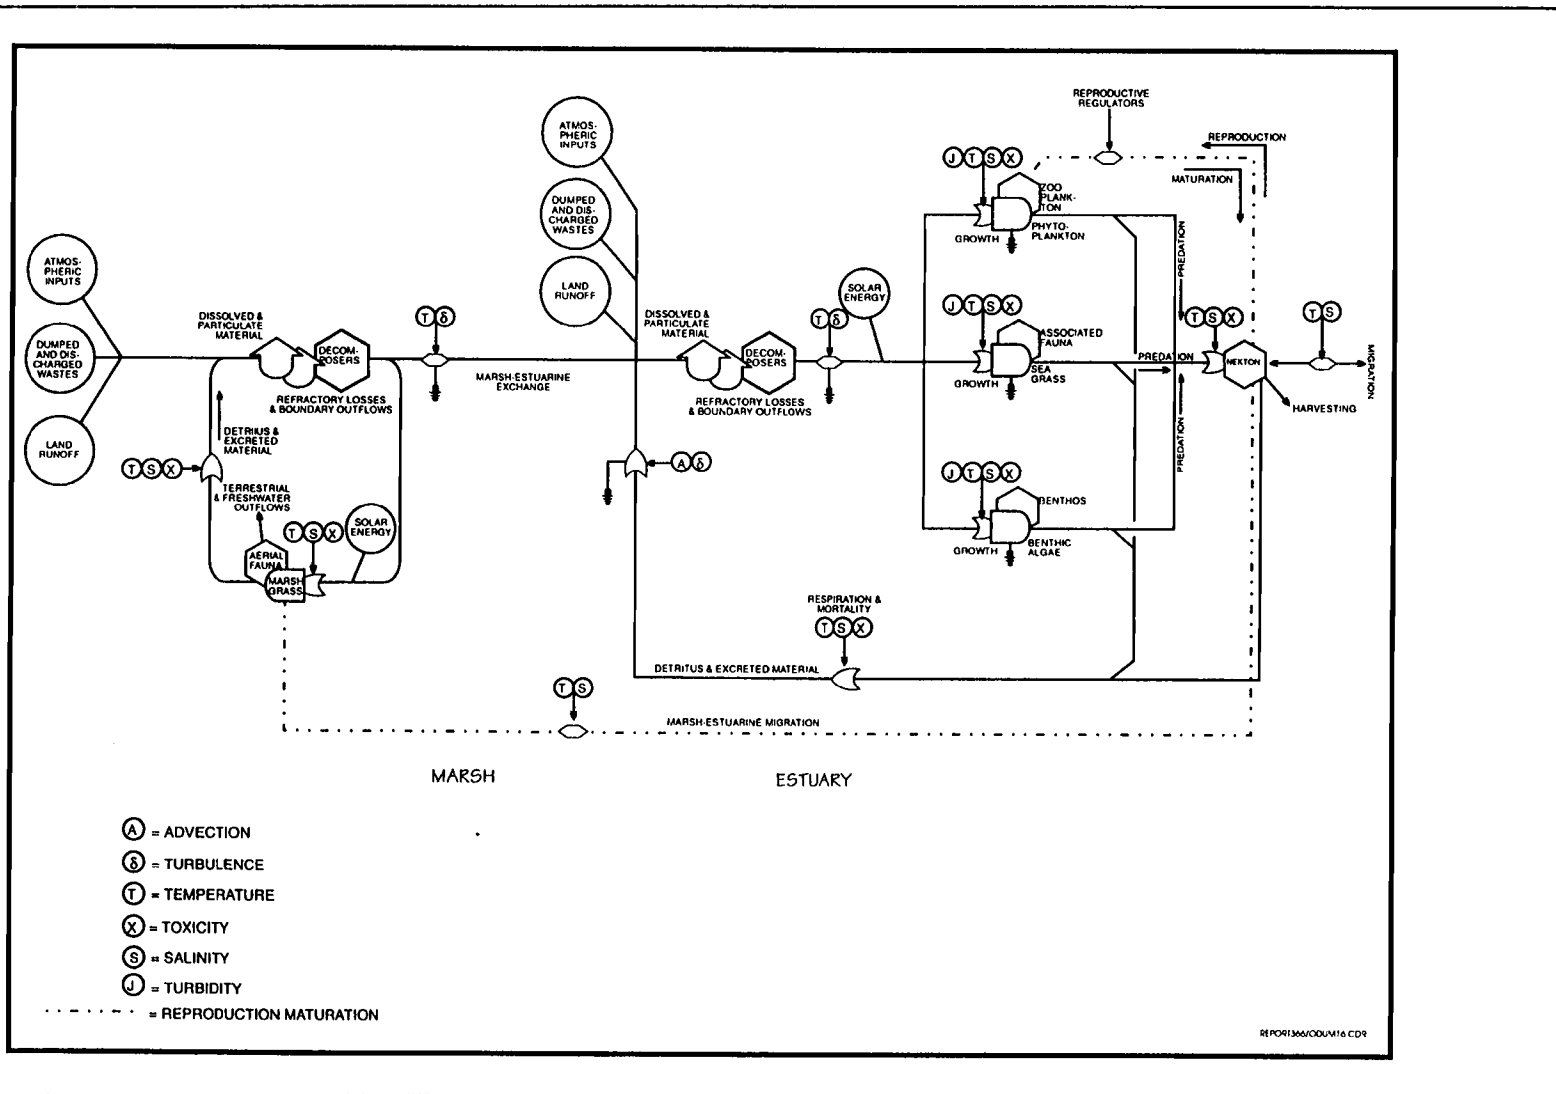 REPRODUCTIVE
REGULATORS
REPRODUCTION
MATURATION
ATMOS-
PHERIC
INPUTS
DUMPED
AND DIS-
CHARGED
WASTES
LAND
RUNOFF
J T S X
ZOO
PLANK-
TON
PHYTO-
PLANKTON
GROWTH
PREDATION
ATMOS-
PHERIC
INPUTS
DUMPED
AND DIS-
CHARGED
WASTES
LAND
RUNOFF
DISSOLVED &
PARTICULATE
MATERIAL
DECOM-
POSERS
REFRACTORY LOSSES
& BOUNDARY OUTFLOWS
T δ
MARSH-ESTUARINE
EXCHANGE
DISSOLVED &
PARTICULATE
MATERIAL
DECOM-
POSERS
REFRACTORY LOSSES
& BOUNDARY OUTFLOWS
T δ
SOLAR
ENERGY
J T S X
ASSOCIATED
FAUNA
SEA
GRASS
GROWTH
PREDATION
T S X
NEKTON
T S
MIGRATION
HARVESTING
PREDATION
DETRITUS &
EXCRETED
MATERIAL
T S X
TERRESTRIAL
& FRESHWATER
OUTFLOWS
T S X
SOLAR
ENERGY
AERIAL
FAUNA
MARSH
GRASS
A δ
J T S X
BENTHOS
BENTHIC
ALGAE
GROWTH
RESPIRATION &
MORTALITY
T S X
DETRITUS & EXCRETED MATERIAL
T S
MARSH-ESTUARINE MIGRATION
MARSH
ESTUARY
A = ADVECTION
δ = TURBULENCE
T = TEMPERATURE
X = TOXICITY
S = SALINITY
J = TURBIDITY
= REPRODUCTION MATURATION
REPORT366/ODUM16.CDR